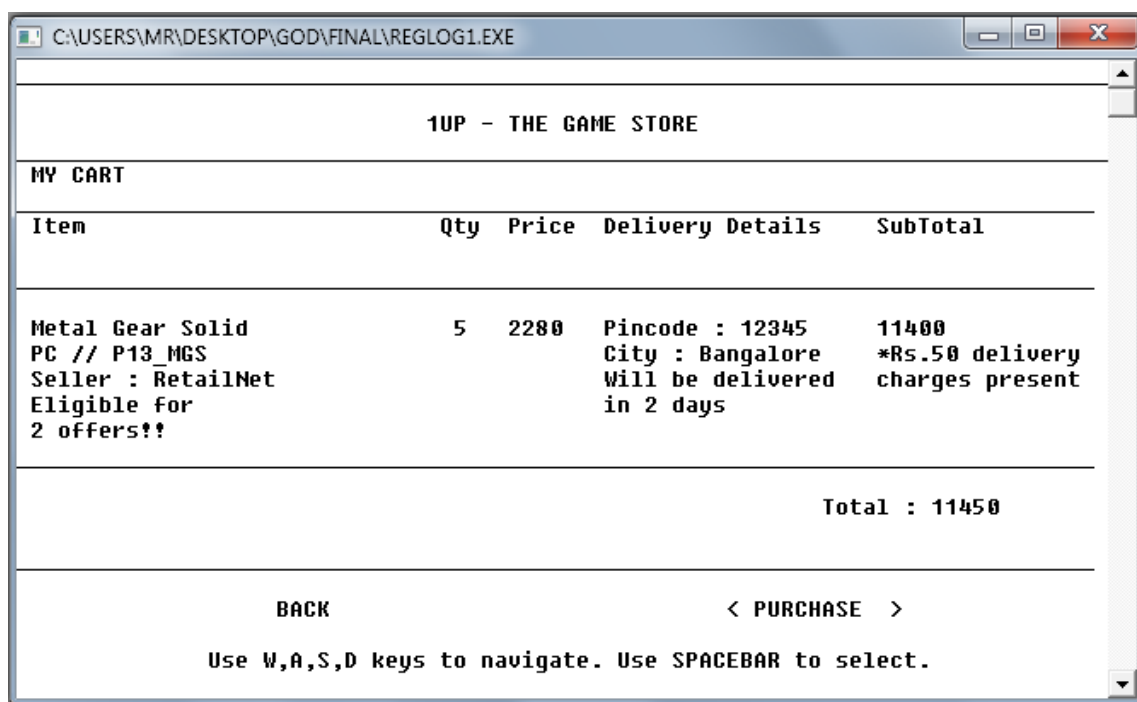 C:\USERS\MR\DESKTOP\GOD\FINAL\REGLOG1.EXE
1UP - THE GAME STORE
MY CART
Item Qty Price Delivery Details SubTotal
Metal Gear Solid 5 2280 Pincode : 12345 11400
PC // P13_MGS City : Bangalore *Rs.50 delivery
Seller : RetailNet Will be delivered charges present
Eligible for in 2 days
2 offers!!
Total : 11450
BACK < PURCHASE >
Use W,A,S,D keys to navigate. Use SPACEBAR to select.